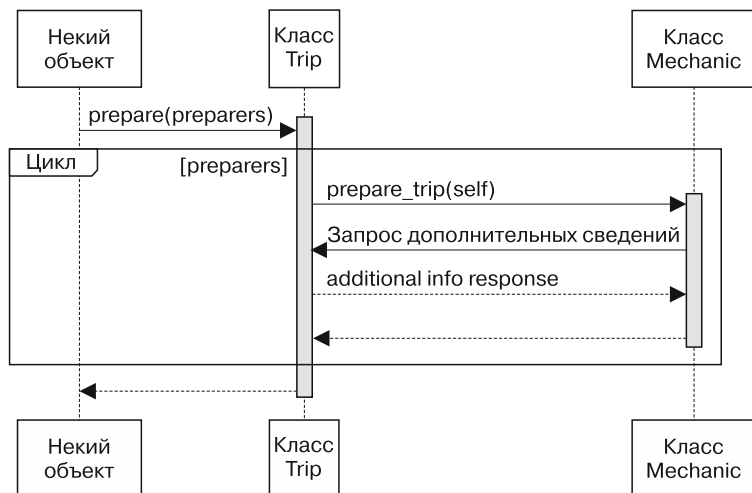 Некий
объект
Класс
Trip
Класс
Mechanic
prepare(preparers)
Цикл
[preparers]
prepare_trip(self)
Запрос дополнительных сведений
additional info response
Некий
объект
Класс
Trip
Класс
Mechanic